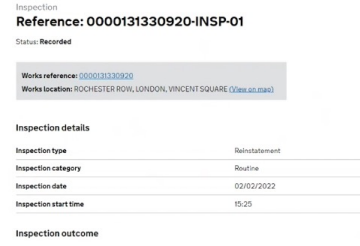 Inspection
Reference: 0000131330920-INSP-01
Status: Recorded
Works reference: 0000131330920
Works location: ROCHESTER ROW, LONDON, VINCENT SQUARE (View on map)
Inspection details
Inspection type Reinstatement
Inspection category Routine
Inspection date 02/02/2022
Inspection start time 15:25
Inspection outcome